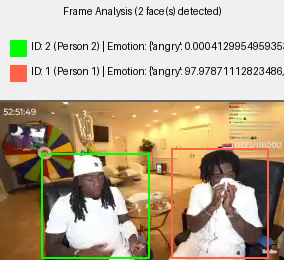 Frame Analysis (2 face(s) detected)
ID: 2 (Person 2) | Emotion: {'angry': 0.000412995495935
ID: 1 (Person 1) | Emotion: {'angry': 97.97871112823486,
52:51:49